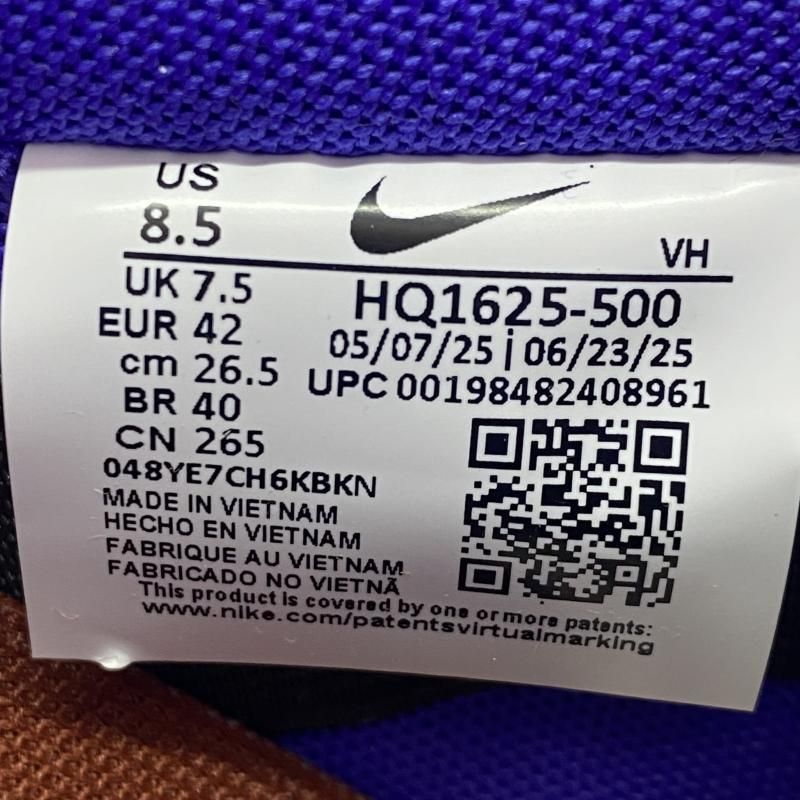 US
8.5
VH
UK 7.5
EUR 42
cm 26.5
BR 40
CN 265
HQ1625-500
05/07/25 | 06/23/25
UPC 00198482408961
048YE7CH6KBKN
MADE IN VIETNAM
HECHO EN VIETNAM
FABRIQUE AU VIETNAM
FABRICADO NO VIETNÃ
This product is covered by one or more patents:
www.nike.com/patentsvirtualmarking